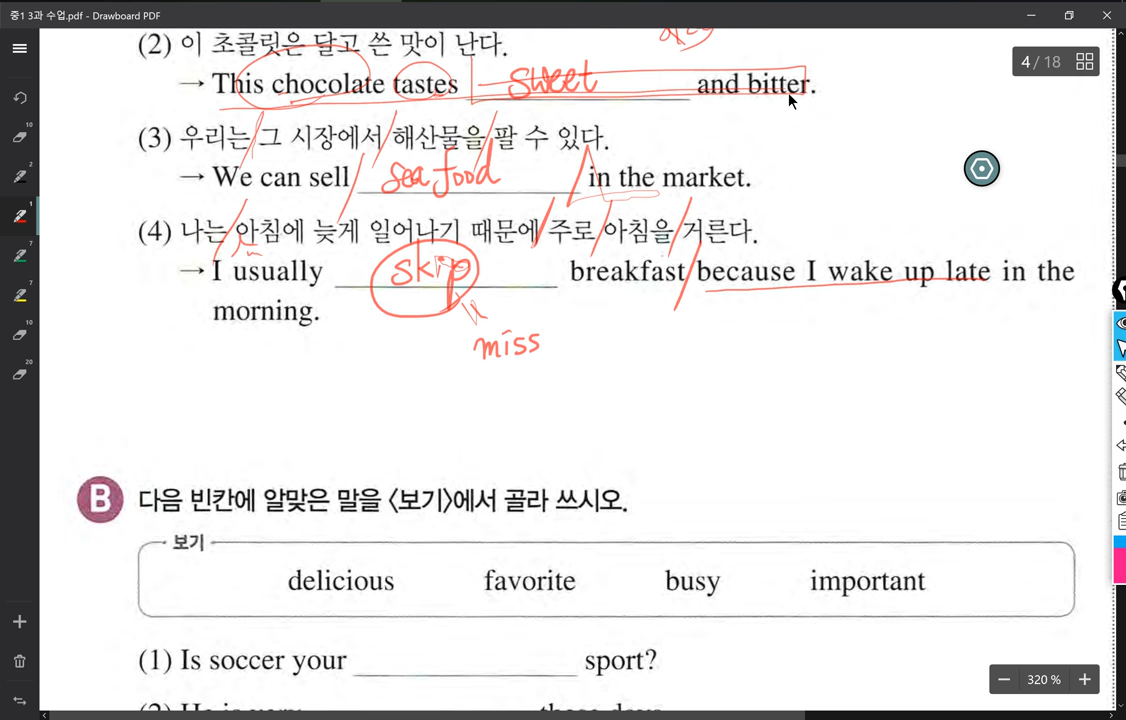 중1 3과 수업.pdf - Drawboard PDF
4 / 18
(2) 이 초콜릿은 달고 쓴 맛이 난다.
→ This chocolate tastes sweet and bitter.
(3) 우리는 그 시장에서 해산물을 팔 수 있다.
→ We can sell seafood in the market.
(4) 나는 아침에 늦게 일어나기 때문에 주로 아침을 거른다.
→ I usually skip breakfast because I wake up late in the
morning.
miss
B 다음 빈칸에 알맞은 말을 〈보기〉에서 골라 쓰시오.
보기
delicious favorite busy important
(1) Is soccer your sport?
320 %
10
2
1
7
7
10
20